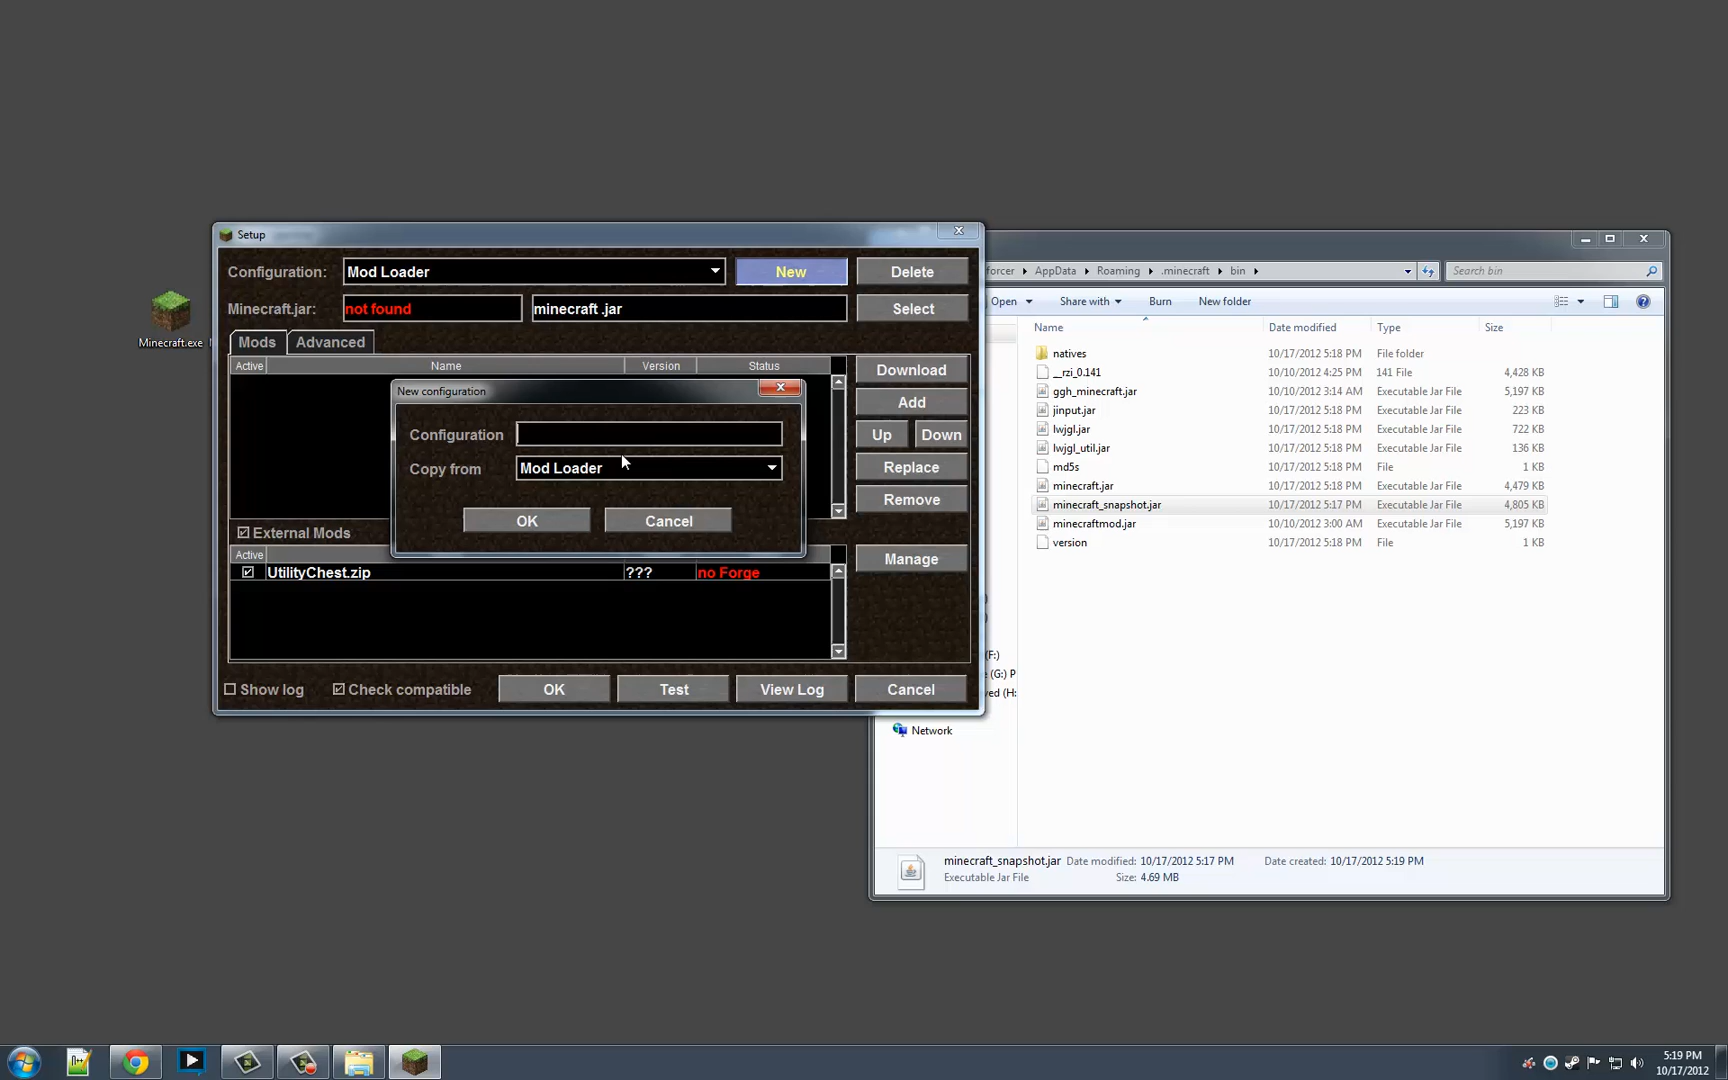 Minecraft.exe
Setup
Configuration: Mod Loader New Delete
Minecraft.jar: not found minecraft .jar Select
Mods Advanced
Active Name Version Status
Download
Add
Up Down
Replace
Remove
New configuration
Configuration
Copy from Mod Loader
OK Cancel
External Mods
Active
Manage
UtilityChest.zip ??? no Forge
Show log Check compatible OK Test View Log Cancel
forcer AppData Roaming .minecraft bin Search bin
Open Share with Burn New folder
Name Date modified Type Size
natives 10/17/2012 5:18 PM File folder
__rzi_0.141 10/10/2012 4:25 PM 141 File 4,428 KB
ggh_minecraft.jar 10/10/2012 3:14 AM Executable Jar File 5,197 KB
jinput.jar 10/17/2012 5:18 PM Executable Jar File 223 KB
lwjgl.jar 10/17/2012 5:18 PM Executable Jar File 722 KB
lwjgl_util.jar 10/17/2012 5:18 PM Executable Jar File 136 KB
md5s 10/17/2012 5:18 PM File 1 KB
minecraft.jar 10/17/2012 5:18 PM Executable Jar File 4,479 KB
minecraft_snapshot.jar 10/17/2012 5:17 PM Executable Jar File 4,805 KB
minecraftmod.jar 10/10/2012 3:00 AM Executable Jar File 5,197 KB
version 10/17/2012 5:18 PM File 1 KB
(F:)
(G:) P
ved (H:
Network
minecraft_snapshot.jar Date modified: 10/17/2012 5:17 PM Date created: 10/17/2012 5:19 PM
Executable Jar File Size: 4.69 MB
5:19 PM
10/17/2012